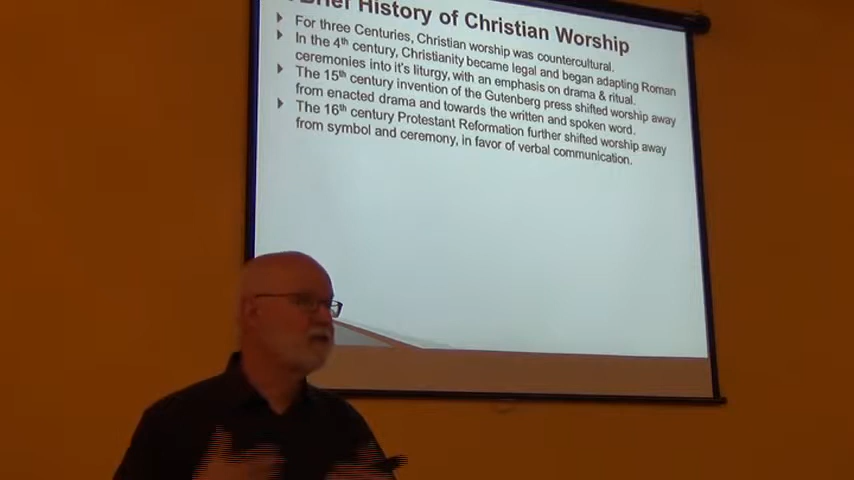 Brief History of Christian Worship
For three Centuries, Christian worship was countercultural.
In the 4th century, Christianity became legal and began adapting Roman
ceremonies into it's liturgy, with an emphasis on drama & ritual.
The 15th century invention of the Gutenberg press shifted worship away
from enacted drama and towards the written and spoken word.
The 16th century Protestant Reformation further shifted worship away
from symbol and ceremony, in favor of verbal communication.